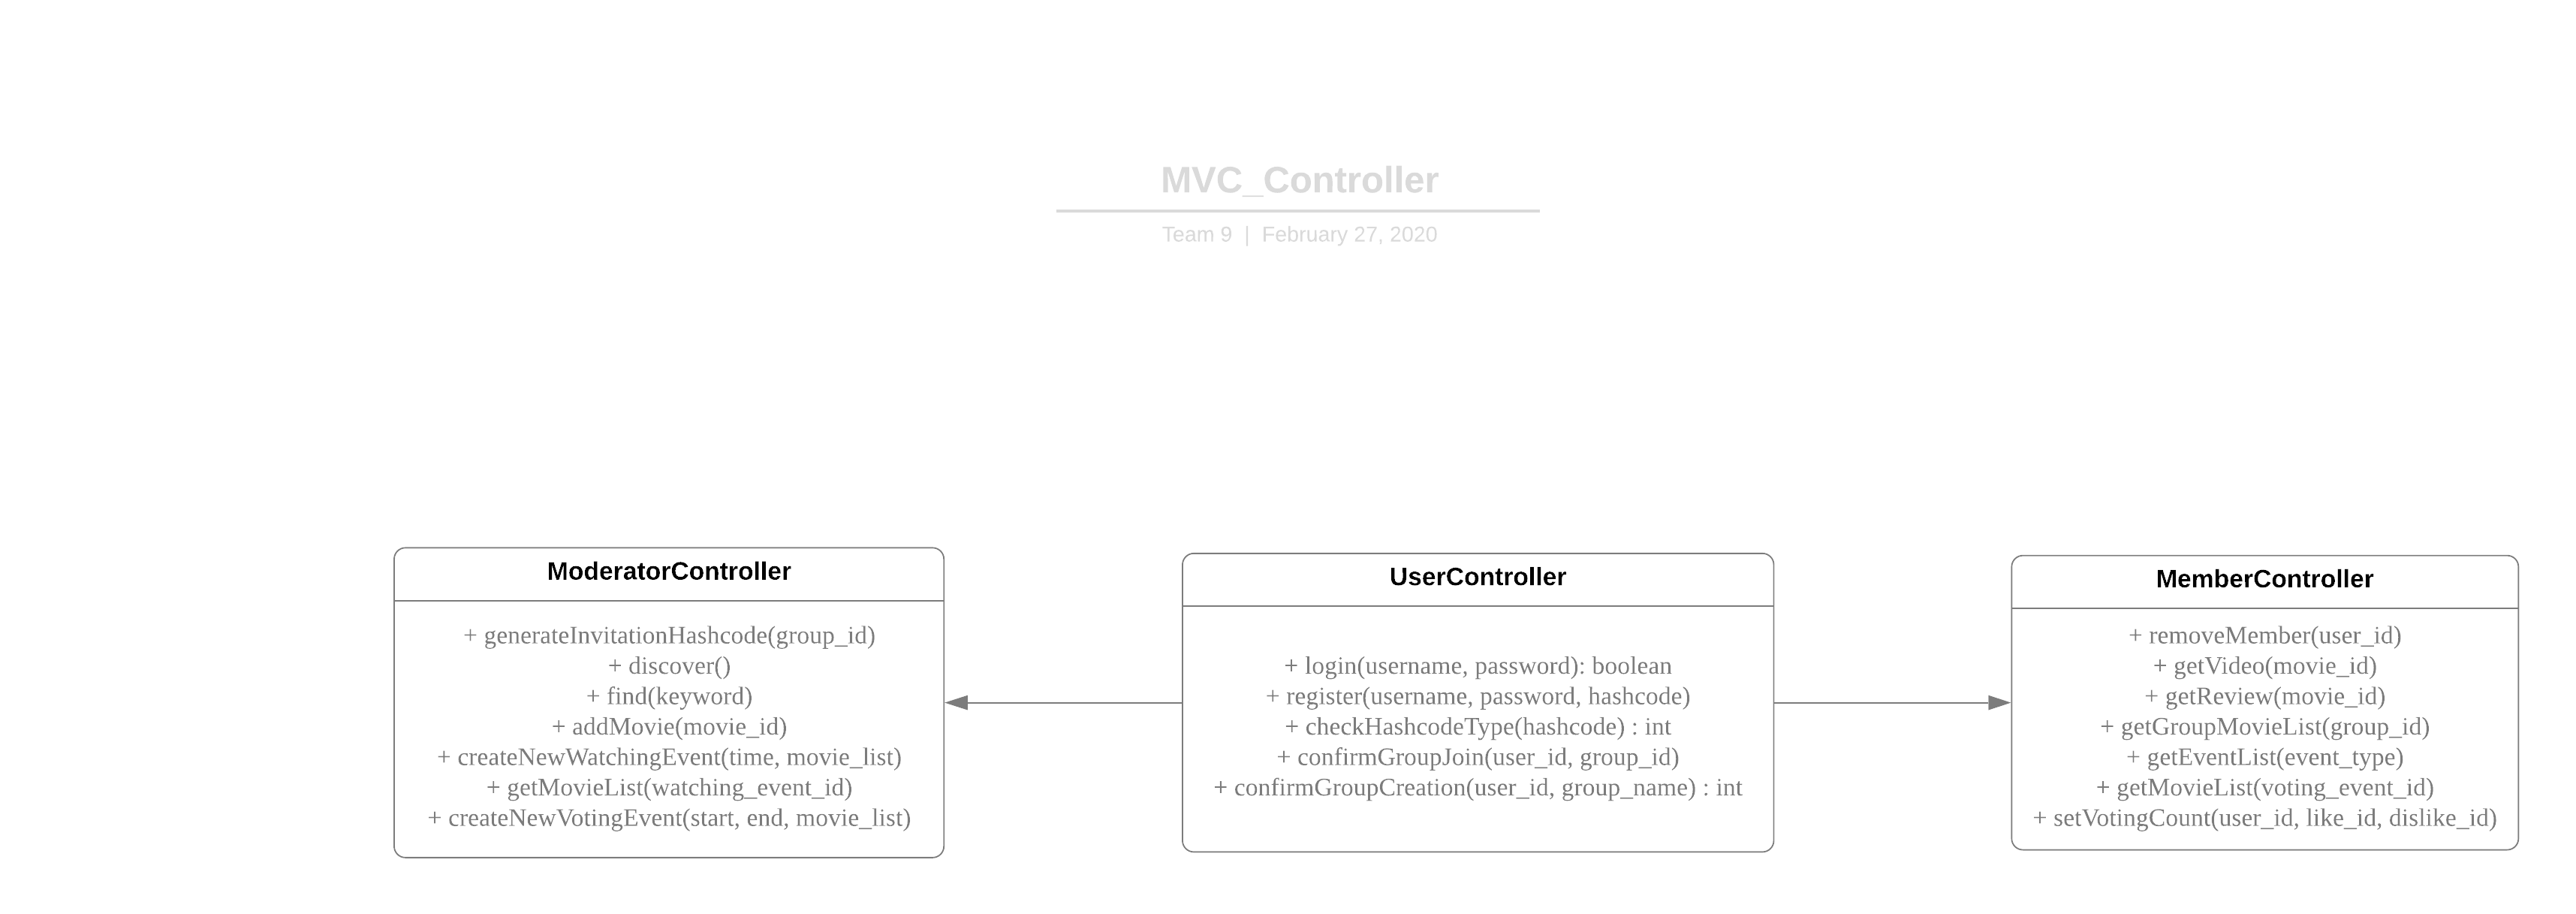 MVC_Controller
Team 9 | February 27, 2020
ModeratorController
+ generateInvitationHashcode(group_id)
+ discover()
+ find(keyword)
+ addMovie(movie_id)
+ createNewWatchingEvent(time, movie_list)
+ getMovieList(watching_event_id)
+ createNewVotingEvent(start, end, movie_list)
UserController
+ login(username, password): boolean
+ register(username, password, hashcode)
+ checkHashcodeType(hashcode) : int
+ confirmGroupJoin(user_id, group_id)
+ confirmGroupCreation(user_id, group_name) : int
MemberController
+ removeMember(user_id)
+ getVideo(movie_id)
+ getReview(movie_id)
+ getGroupMovieList(group_id)
+ getEventList(event_type)
+ getMovieList(voting_event_id)
+ setVotingCount(user_id, like_id, dislike_id)